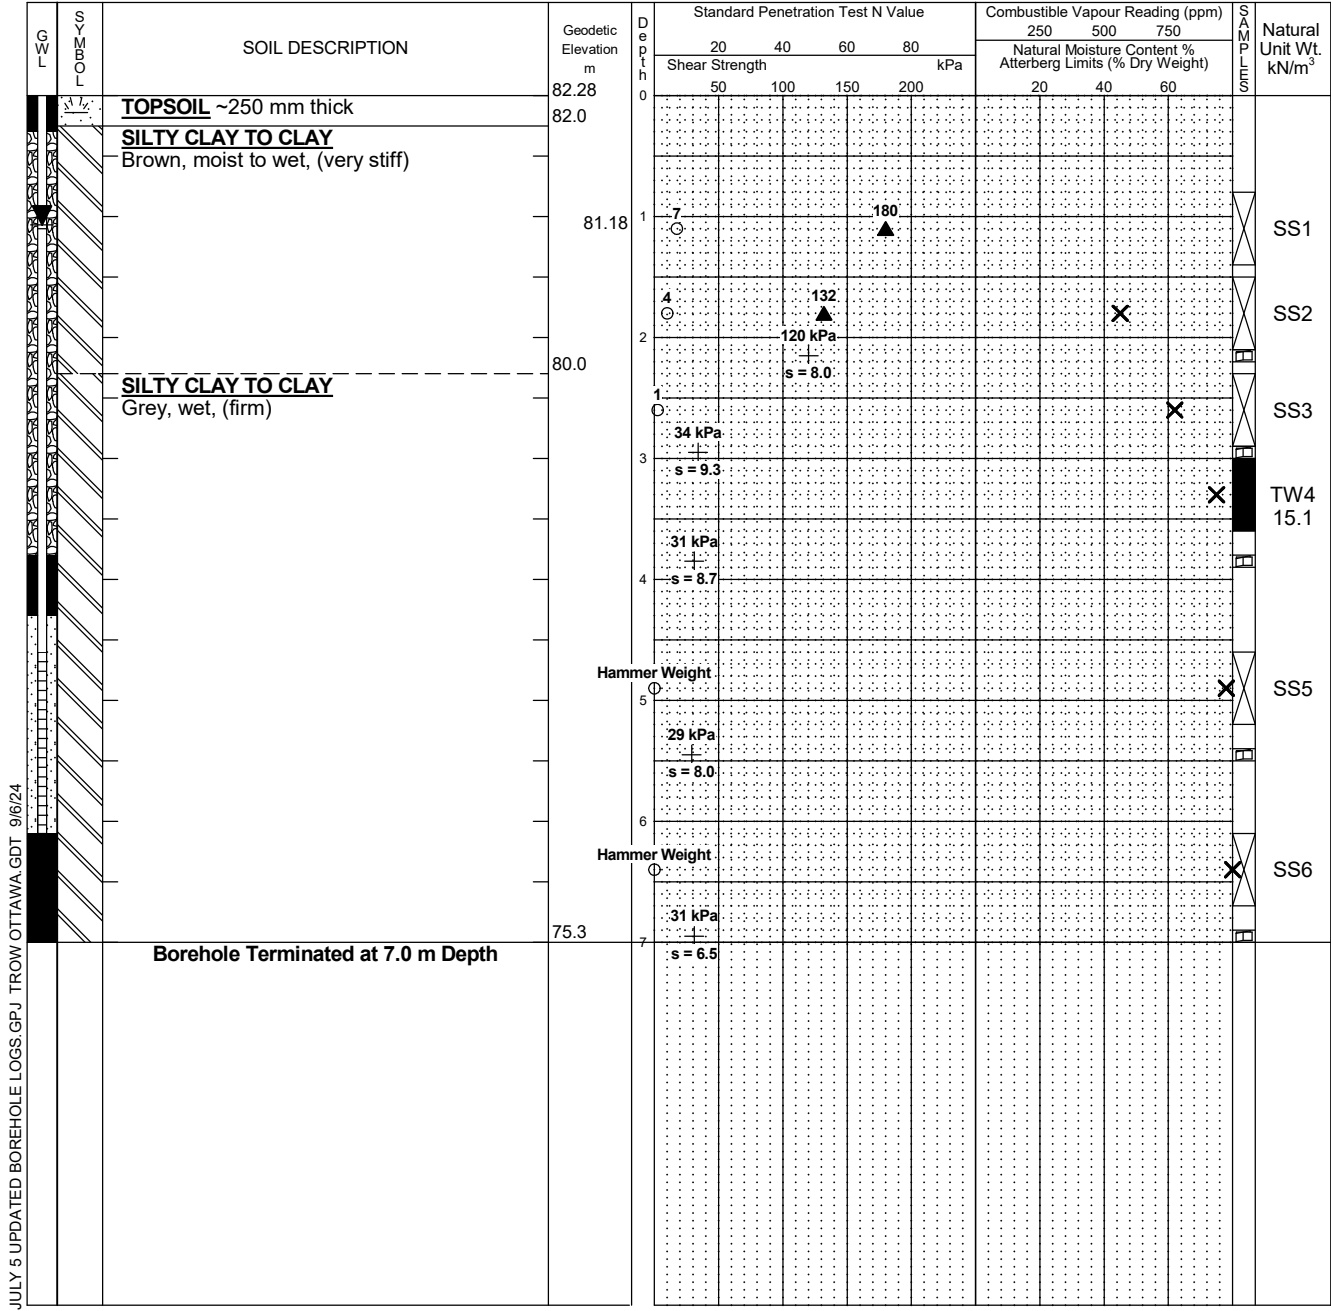 GWL
SYMBOL
SOIL DESCRIPTION
Geodetic
Elevation
m
Depth
Standard Penetration Test N Value
20 40 60 80
Shear Strength kPa
50 100 150 200
Combustible Vapour Reading (ppm)
250 500 750
Natural Moisture Content %
Atterberg Limits (% Dry Weight)
20 40 60
SAMPLES
Natural
Unit Wt.
kN/m³
82.28
0
TOPSOIL ~250 mm thick
82.0
SILTY CLAY TO CLAY
Brown, moist to wet, (very stiff)
81.18
1
7
180
SS1
4
132
SS2
2
120 kPa
s = 8.0
80.0
SILTY CLAY TO CLAY
Grey, wet, (firm)
1
SS3
34 kPa
3
s = 9.3
TW4
15.1
31 kPa
4
s = 8.7
Hammer Weight
5
SS5
29 kPa
s = 8.0
6
Hammer Weight
SS6
31 kPa
75.3
7
s = 6.5
Borehole Terminated at 7.0 m Depth
JULY 5 UPDATED BOREHOLE LOGS.GPJ TROW OTTAWA.GDT 9/6/24